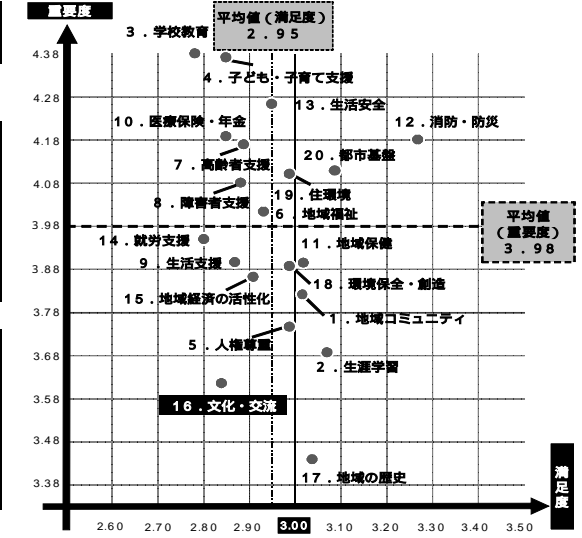 重要度
平均値(満足度)
2.95
3．学校教育
4.38
4．子ども・子育て支援
4.28
13．生活安全
10．医療保険・年金
12．消防・防災
4.18
20．都市基盤
7．高齢者支援
4.08
19．住環境
8．障害者支援
6．地域福祉
平均値
(重要度)
3.98
3.98
14．就労支援
11．地域保健
9．生活支援
3.88
18．環境保全・創造
15．地域経済の活性化
3.78
1．地域コミュニティ
5．人権尊重
3.68
2．生涯学習
3.58
16．文化・交流
3.48
満足度
17．地域の歴史
3.38
2.60 2.70 2.80 2.90 3.00 3.10 3.20 3.30 3.40 3.50